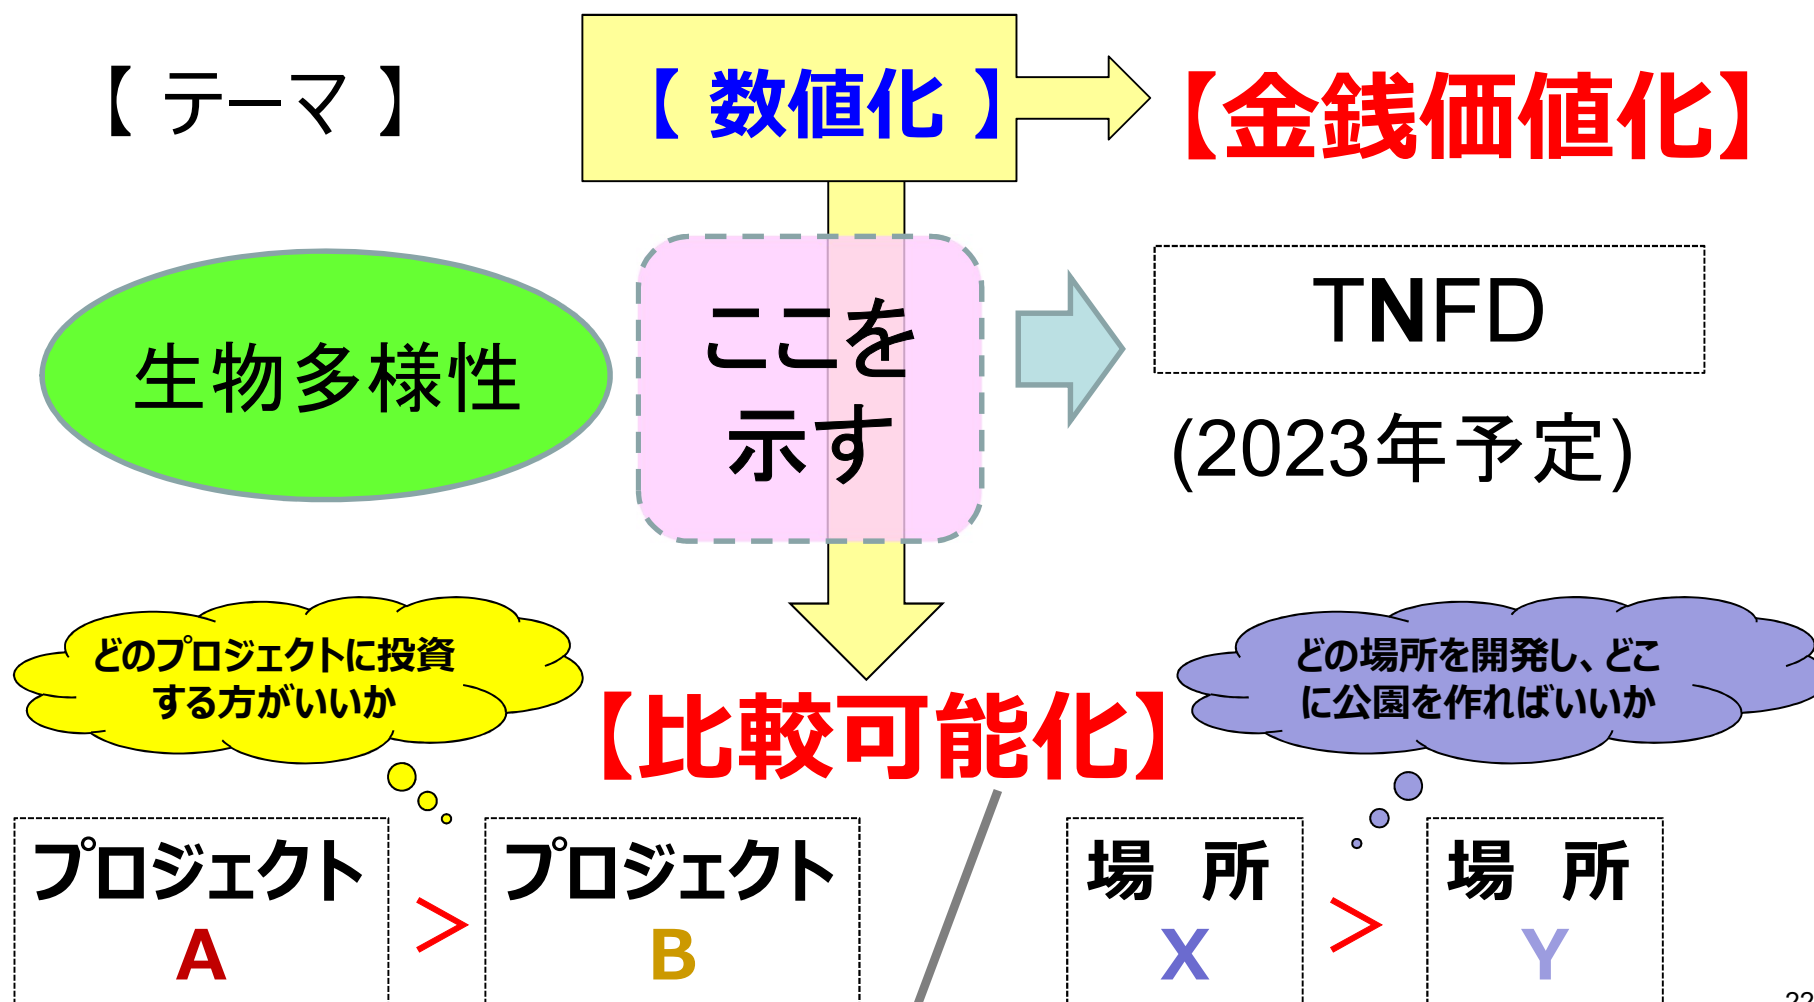 【 テーマ 】
【 数値化 】
【金銭価値化】
生物多様性
ここを
示す
TNFD
(2023年予定)
どのプロジェクトに投資
する方がいいか
【比較可能化】
どの場所を開発し、どこ
に公園を作ればいいか
プロジェクト
A
>
プロジェクト
B
場 所
X
>
場 所
Y
22